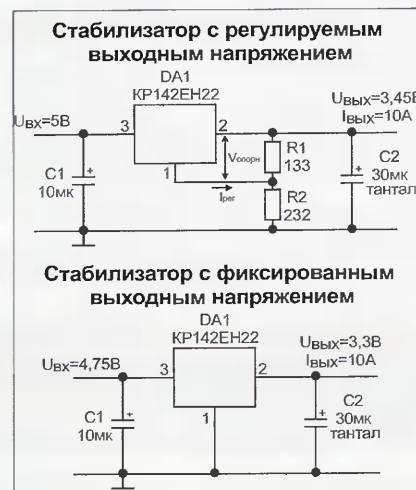 Стабилизатор с регулируемым
выходным напряжением
DA1
КР142ЕН22
UВХ=5В
3
2
1
UВЫХ=3,45В
IВЫХ=10А
C1
10мк
+
Vопорн
Iрег
R1
133
R2
232
+
C2
30мк
тантал
Стабилизатор с фиксированным
выходным напряжением
DA1
КР142ЕН22
UВХ=4,75В
3
2
1
UВЫХ=3,3В
IВЫХ=10А
C1
10мк
+
+
C2
30мк
тантал